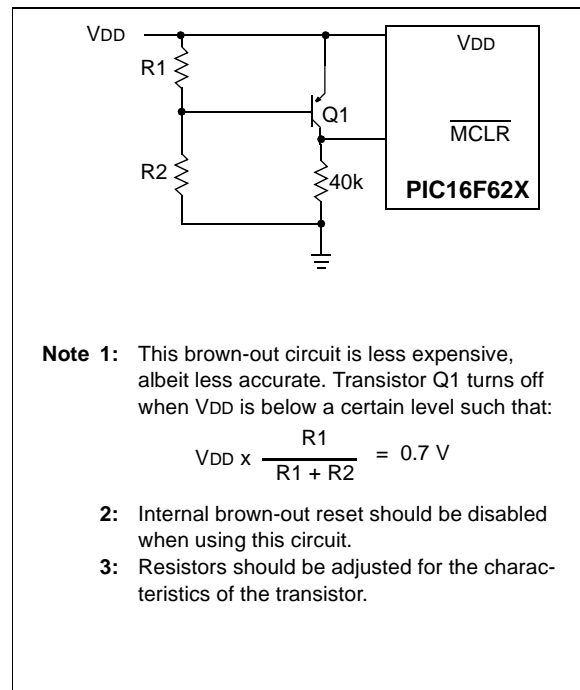 VDD
VDD
R1
Q1
MCLR
R2
40k
PIC16F62X
Note 1: This brown-out circuit is less expensive,
albeit less accurate. Transistor Q1 turns off
when VDD is below a certain level such that:
VDD x R1 / R1 + R2 = 0.7 V
2: Internal brown-out reset should be disabled
when using this circuit.
3: Resistors should be adjusted for the charac-
teristics of the transistor.